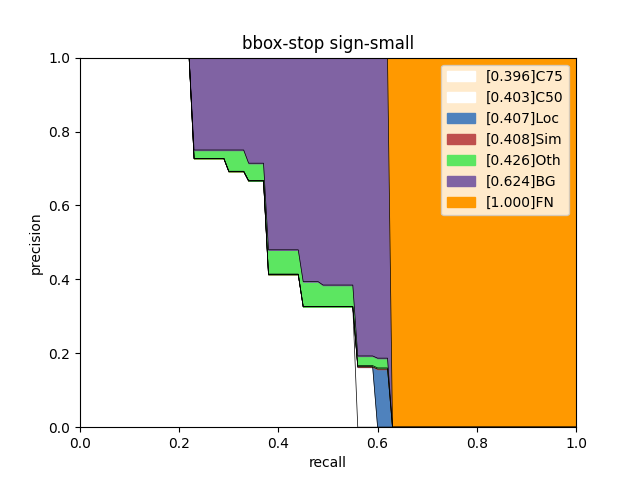 bbox-stop sign-small
1.0
0.8
0.6
0.4
0.2
0.0
precision
[0.396]C75
[0.403]C50
[0.407]Loc
[0.408]Sim
[0.426]Oth
[0.624]BG
[1.000]FN
0.0 0.2 0.4 0.6 0.8 1.0
recall